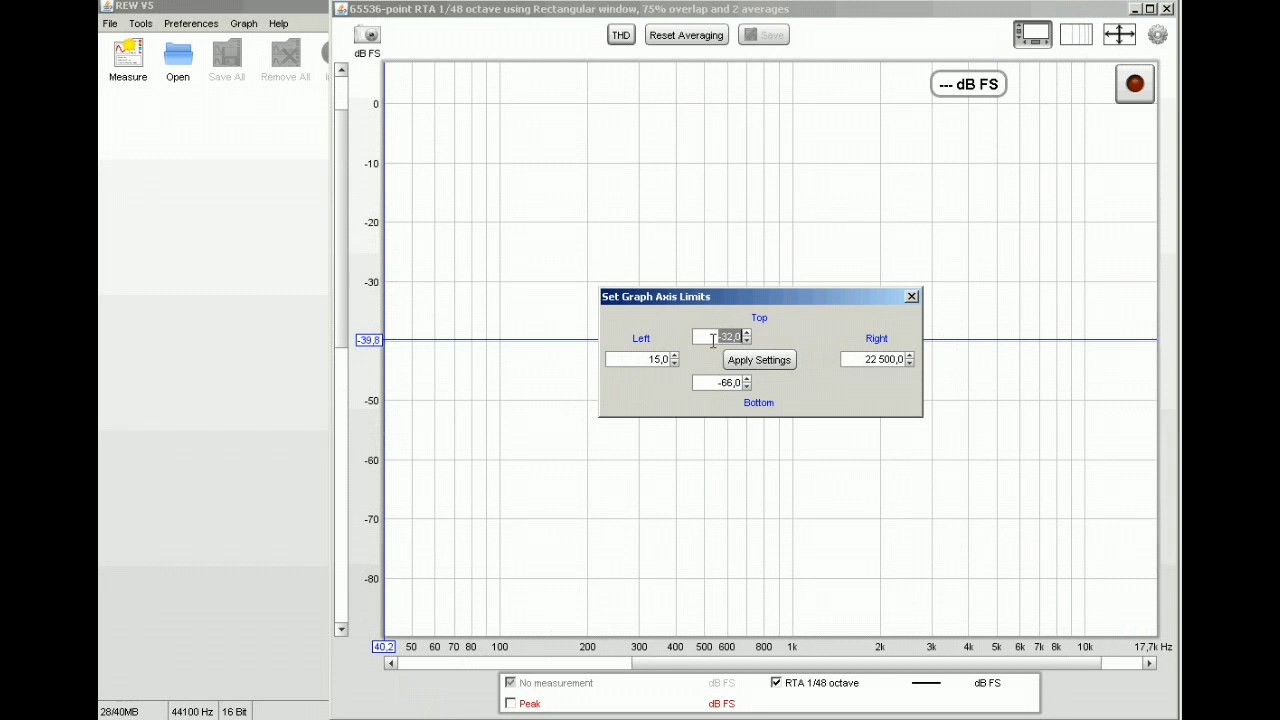 REW V5
File Tools Preferences Graph Help
Measure Open Save All Remove All
65536-point RTA 1/48 octave using Rectangular window, 75% overlap and 2 averages
THD Reset Averaging Save
dB FS
--- dB FS
0
-10
-20
-30
-39,8
-50
-60
-70
-80
Set Graph Axis Limits
Top
Left -32,0 Right
15,0 Apply Settings 22 500,0
-66,0
Bottom
40,2 50 60 70 80 100 200 300 400 500 600 800 1k 2k 3k 4k 5k 6k 7k 8k 10k 17,7k Hz
No measurement dB FS RTA 1/48 octave dB FS
Peak dB FS
28/40MB 44100 Hz 16 Bit